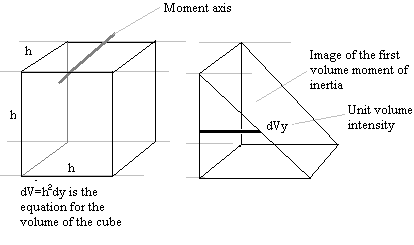 Moment axis
h
h
h
dV=h²dy is the
equation for the
volume of the cube
Image of the first
volume moment of
inertia
Unit volume
intensity
dVy